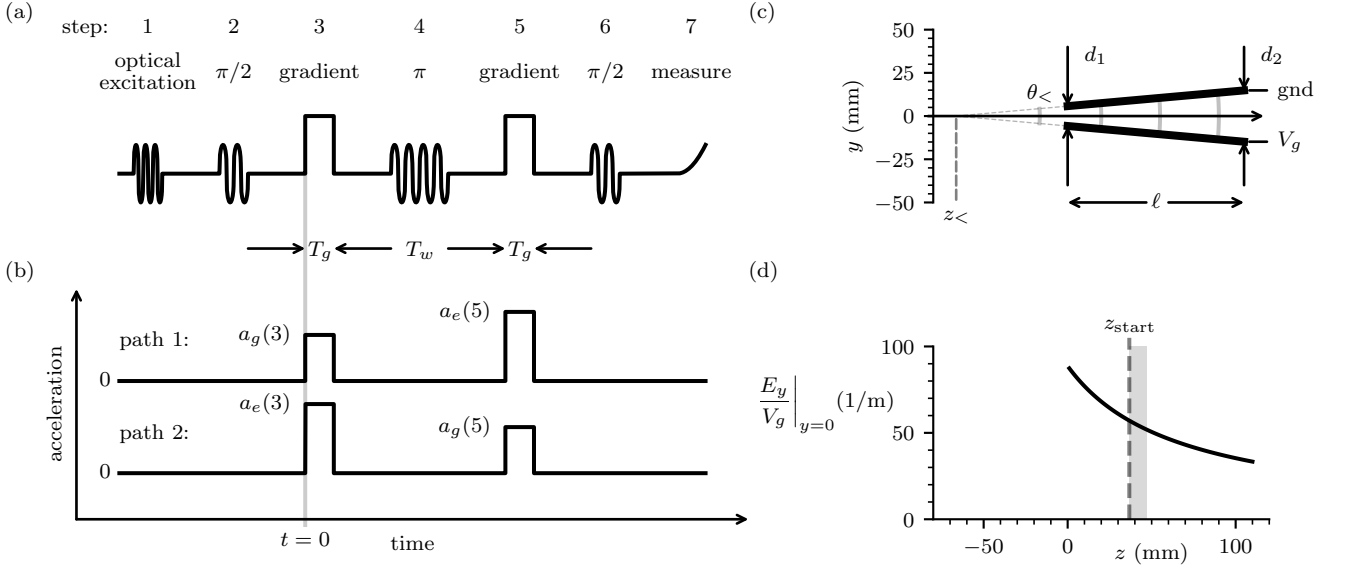 (a)
step: 1 2 3 4 5 6 7
optical
excitation
π/2 gradient π gradient π/2 measure
T_g T_w T_g
(b)
acceleration
path 1:
a_g(3)
a_e(5)
0
path 2:
a_e(3)
a_g(5)
0
t = 0
time
(c)
y (mm)
50
25
0
−25
−50
θ_<
d_1
d_2
gnd
V_g
z_<
ℓ
(d)
E_y/V_g|_{y=0} (1/m)
z_start
100
50
0
−50 0 100
z (mm)